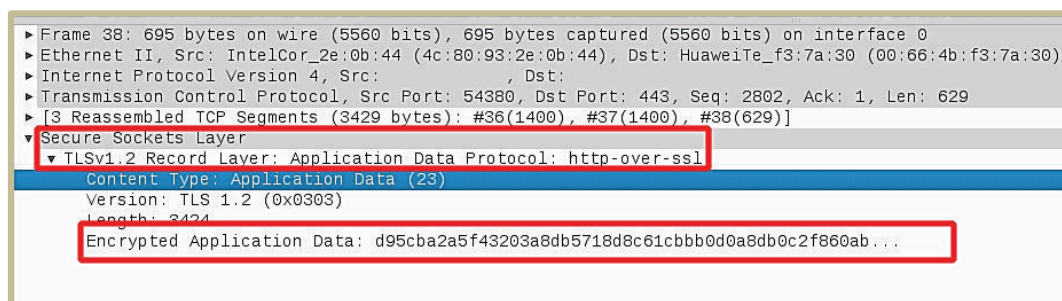 Frame 38: 695 bytes on wire (5560 bits), 695 bytes captured (5560 bits) on interface 0
Ethernet II, Src: IntelCor_2e:0b:44 (4c:80:93:2e:0b:44), Dst: HuaweiTe_f3:7a:30 (00:66:4b:f3:7a:30)
Internet Protocol Version 4, Src: , Dst:
Transmission Control Protocol, Src Port: 54380, Dst Port: 443, Seq: 2802, Ack: 1, Len: 629
[3 Reassembled TCP Segments (3429 bytes): #36(1400), #37(1400), #38(629)]
Secure Sockets Layer
TLSv1.2 Record Layer: Application Data Protocol: http-over-ssl
Content Type: Application Data (23)
Version: TLS 1.2 (0x0303)
Length: 3424
Encrypted Application Data: d95cba2a5f43203a8db5718d8c61cbbb0d0a8db0c2f860ab...